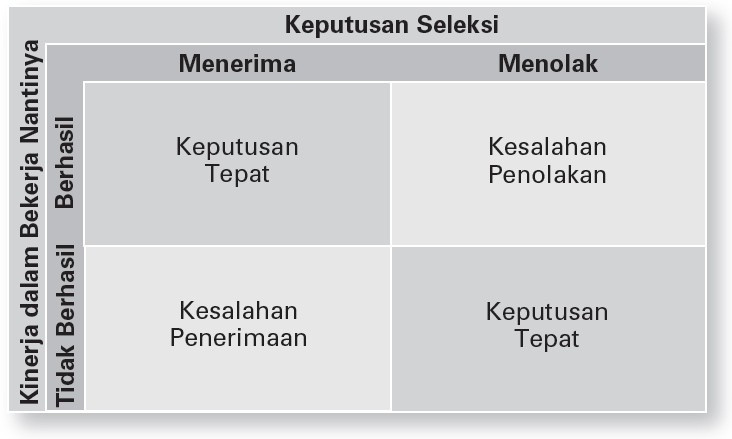 Keputusan Seleksi
Menerima
Menolak
Kinerja dalam Bekerja Nantinya
Berhasil
Keputusan
Tepat
Kesalahan
Penolakan
Tidak Berhasil
Kesalahan
Penerimaan
Keputusan
Tepat